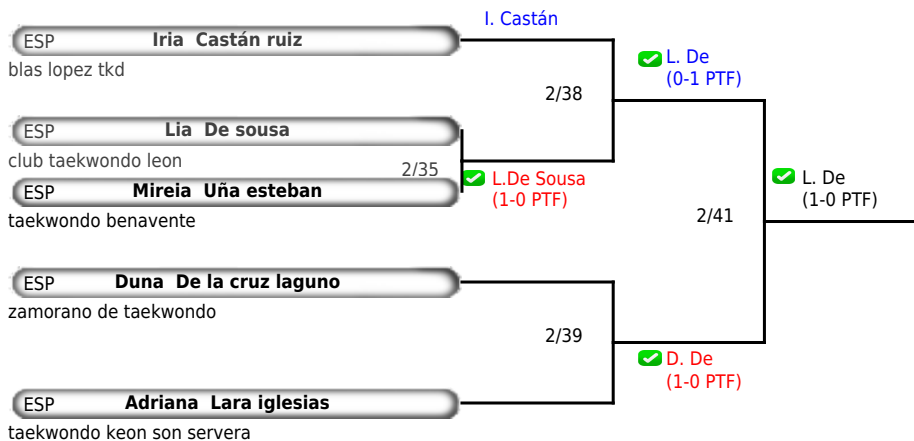 I. Castán
ESP Iria Castán ruiz
blas lopez tkd
L. De
(0-1 PTF)
2/38
ESP Lia De sousa
club taekwondo leon
2/35
L.De Sousa
(1-0 PTF)
L. De
(1-0 PTF)
ESP Mireia Uña esteban
taekwondo benavente
2/41
ESP Duna De la cruz laguno
zamorano de taekwondo
2/39
D. De
(1-0 PTF)
ESP Adriana Lara iglesias
taekwondo keon son servera